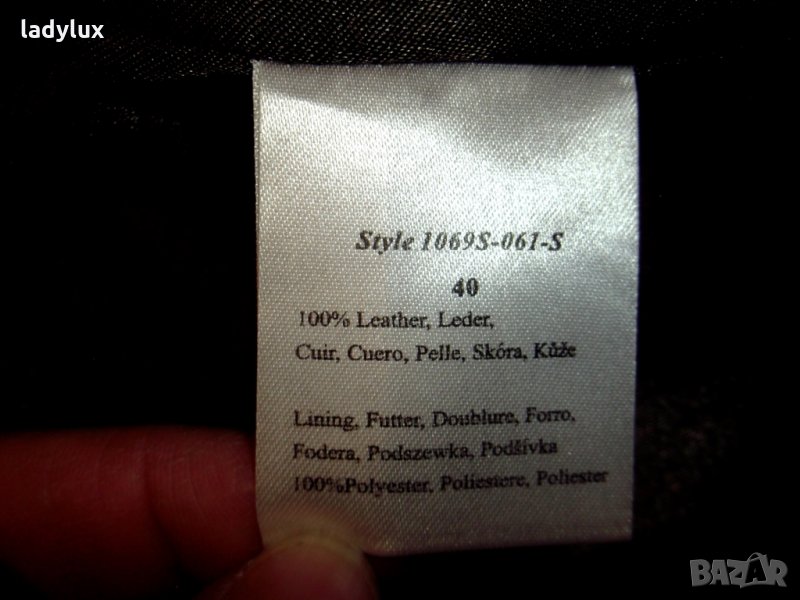 ladylux
Style 1069S-061-S
40
100% Leather, Leder,
Cuir, Cuero, Pelle, Skóra, Kůže
Lining, Futter, Doublure, Forro,
Fodera, Podszewka, Podšívka
100%Polyester, Poliestere, Poliester
BAZAR